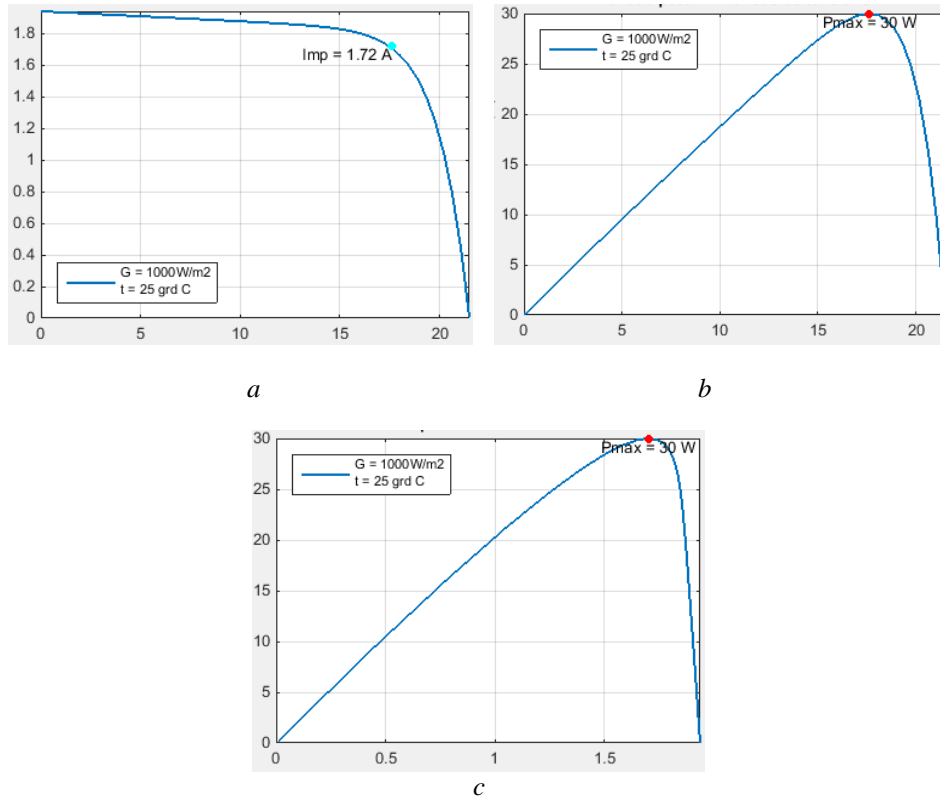 1.8
Imp = 1.72 A
1.6
1.4
1.2
1
0.8
0.6
0.4
G = 1000W/m2
t = 25 grd C
0.2
0
0 5 10 15 20
a
30
Pmax = 30 W
G = 1000W/m2
t = 25 grd C
25
20
15
10
5
0
0 5 10 15 20
b
30
Pmax = 30 W
G = 1000W/m2
t = 25 grd C
25
20
15
10
5
0
0 0.5 1 1.5
c